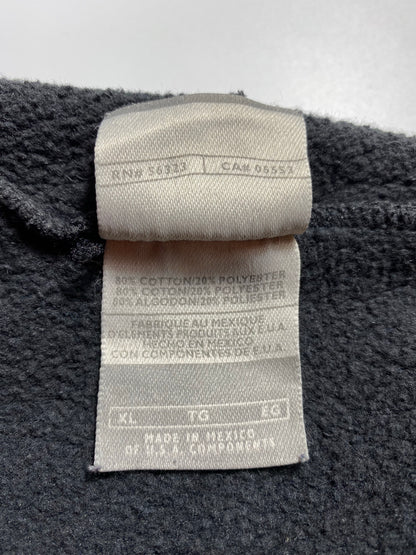 RN# 56323 CA# 05553
80% COTTON/20% POLYESTER
80% COTON/20% POLYESTER
80% ALGODON/20% POLYESTER
FABRIQUE AU MEXIQUE
D'ELEMENTS PRODUITS AUX E.U.A.
HECHO EN MEXICO
CON COMPONENTES DE E.U.A.
XL TG EG
MADE IN MEXICO
OF U.S.A. COMPONENTS